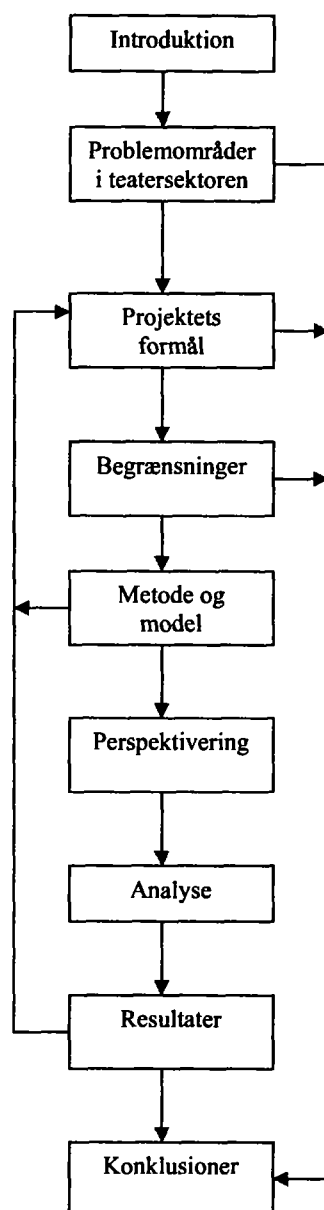 Introduktion
Problemområder
i teatersektoren
Projektets
formål
Begrænsninger
Metode og
model
Perspektivering
Analyse
Resultater
Konklusioner